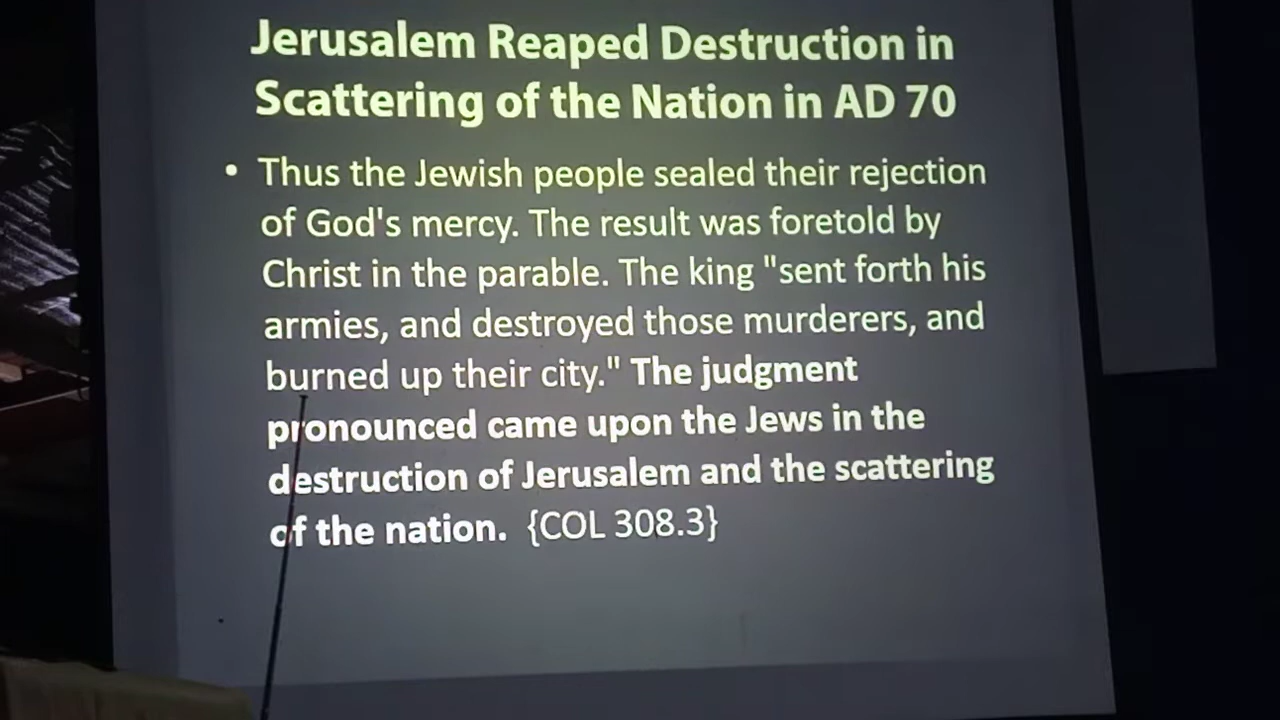 Jerusalem Reaped Destruction in
Scattering of the Nation in AD 70
• Thus the Jewish people sealed their rejection
of God's mercy. The result was foretold by
Christ in the parable. The king "sent forth his
armies, and destroyed those murderers, and
burned up their city." The judgment
pronounced came upon the Jews in the
destruction of Jerusalem and the scattering
of the nation. {COL 308.3}